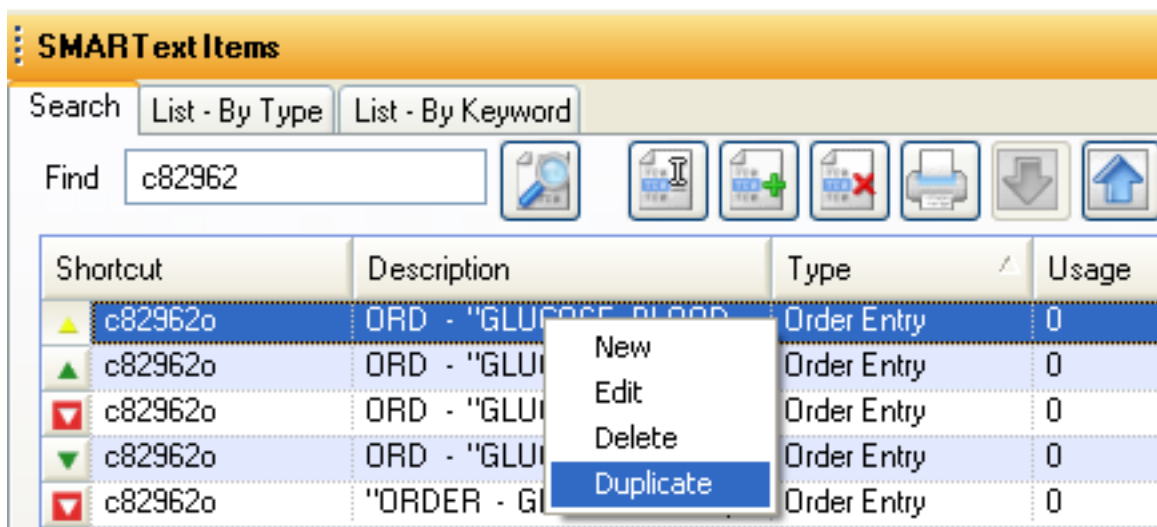 SMARText Items
Search List - By Type List - By Keyword
Find c82962
Shortcut Description Type Usage
c82962o ORD - "GLUCOSE, BLOOD Order Entry 0
New
c82962o ORD - "GLU Order Entry 0
Edit
c82962o ORD - "GLU Order Entry 0
Delete
c82962o ORD - "GLU Order Entry 0
Duplicate
c82962o "ORDER - G Order Entry 0